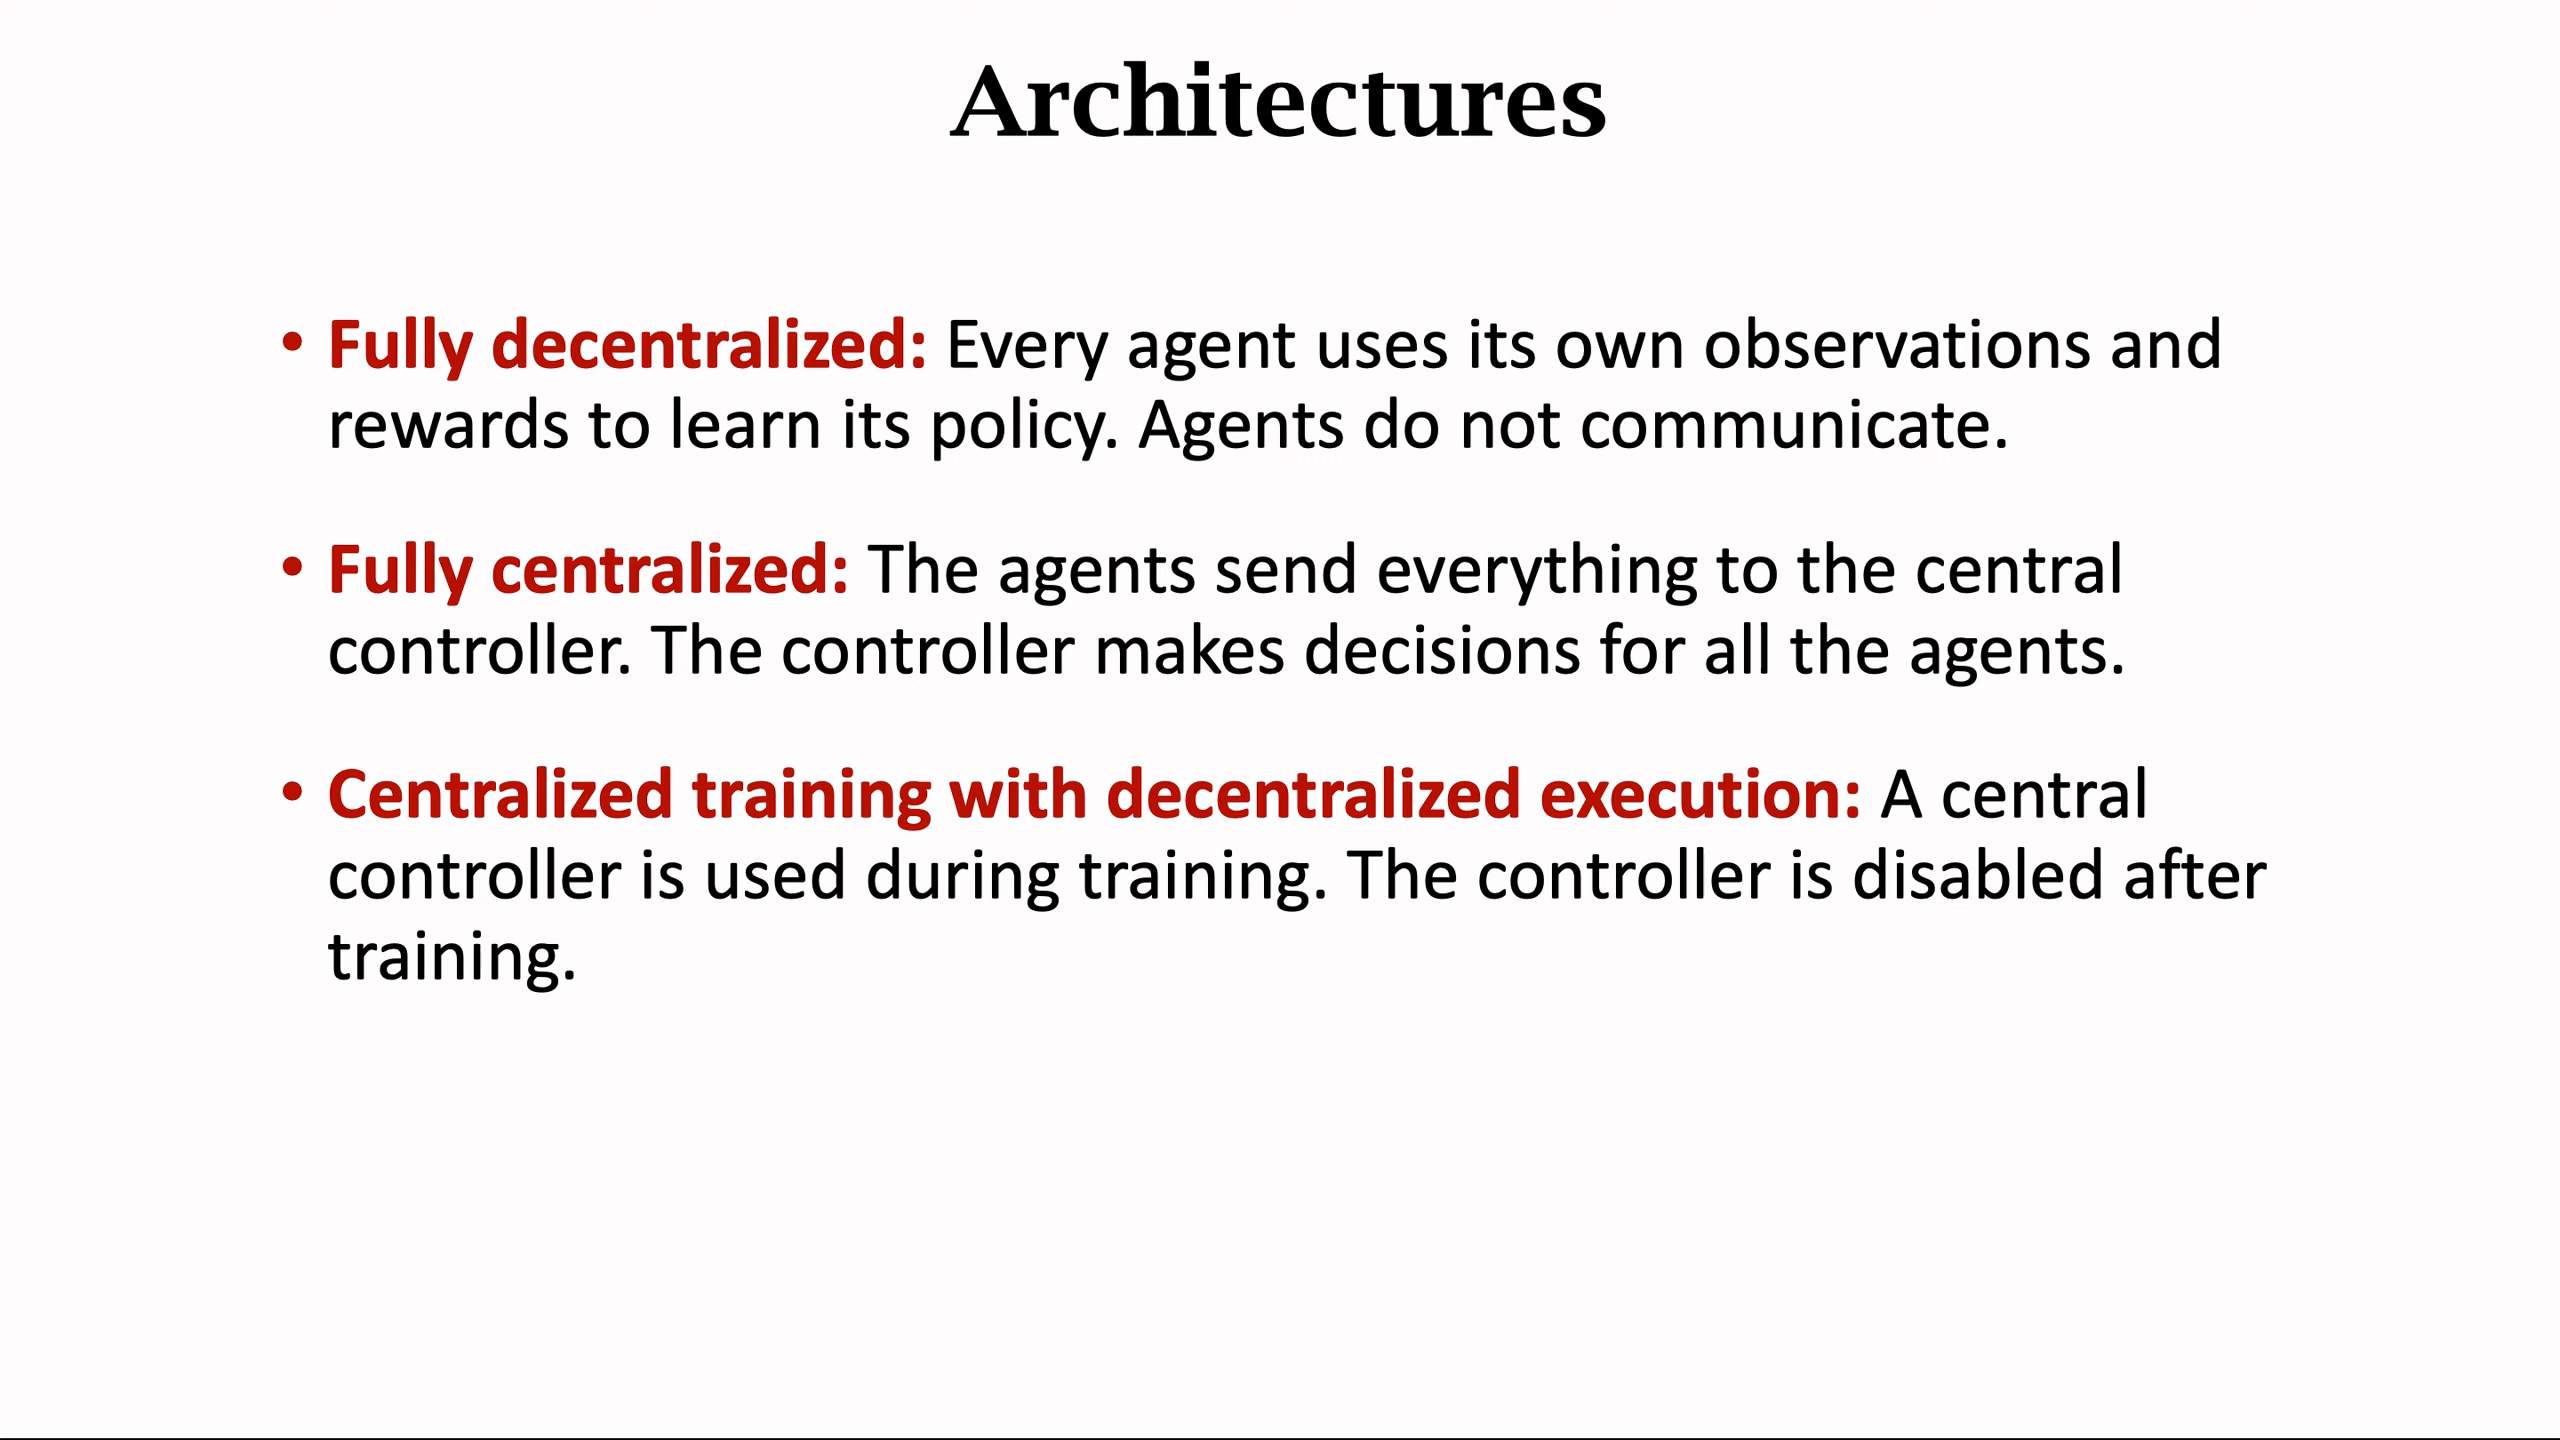 Architectures
• Fully decentralized: Every agent uses its own observations and
rewards to learn its policy. Agents do not communicate.
• Fully centralized: The agents send everything to the central
controller. The controller makes decisions for all the agents.
• Centralized training with decentralized execution: A central
controller is used during training. The controller is disabled after
training.